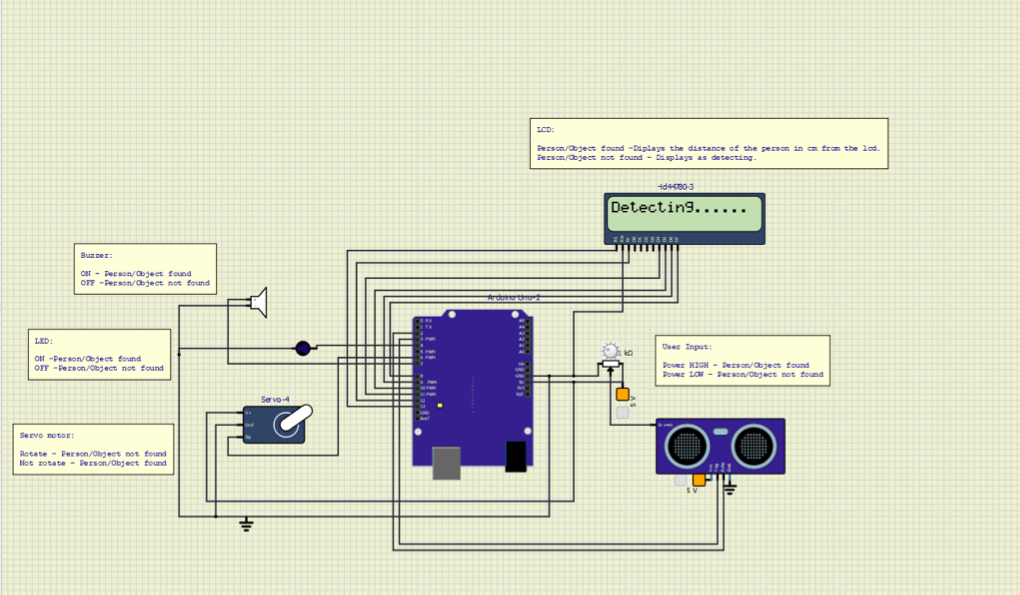 LCD:
Person/Object found -Diplays the distance of the person in cm from the lcd.
Person/Object not found - Displays as detecting.
Hd44780-3
Detecting......
Buzzer:
ON - Person/Object found
OFF -Person/Object not found
Arduino Uno-2
LED:
ON -Person/Object found
OFF -Person/Object not found
User Input:
Power HIGH - Person/Object found
Power LOW - Person/Object not found
1 kΩ
5 V
Servo-4
Servo motor:
Rotate - Person/Object not found
Not rotate - Person/Object found
5 V